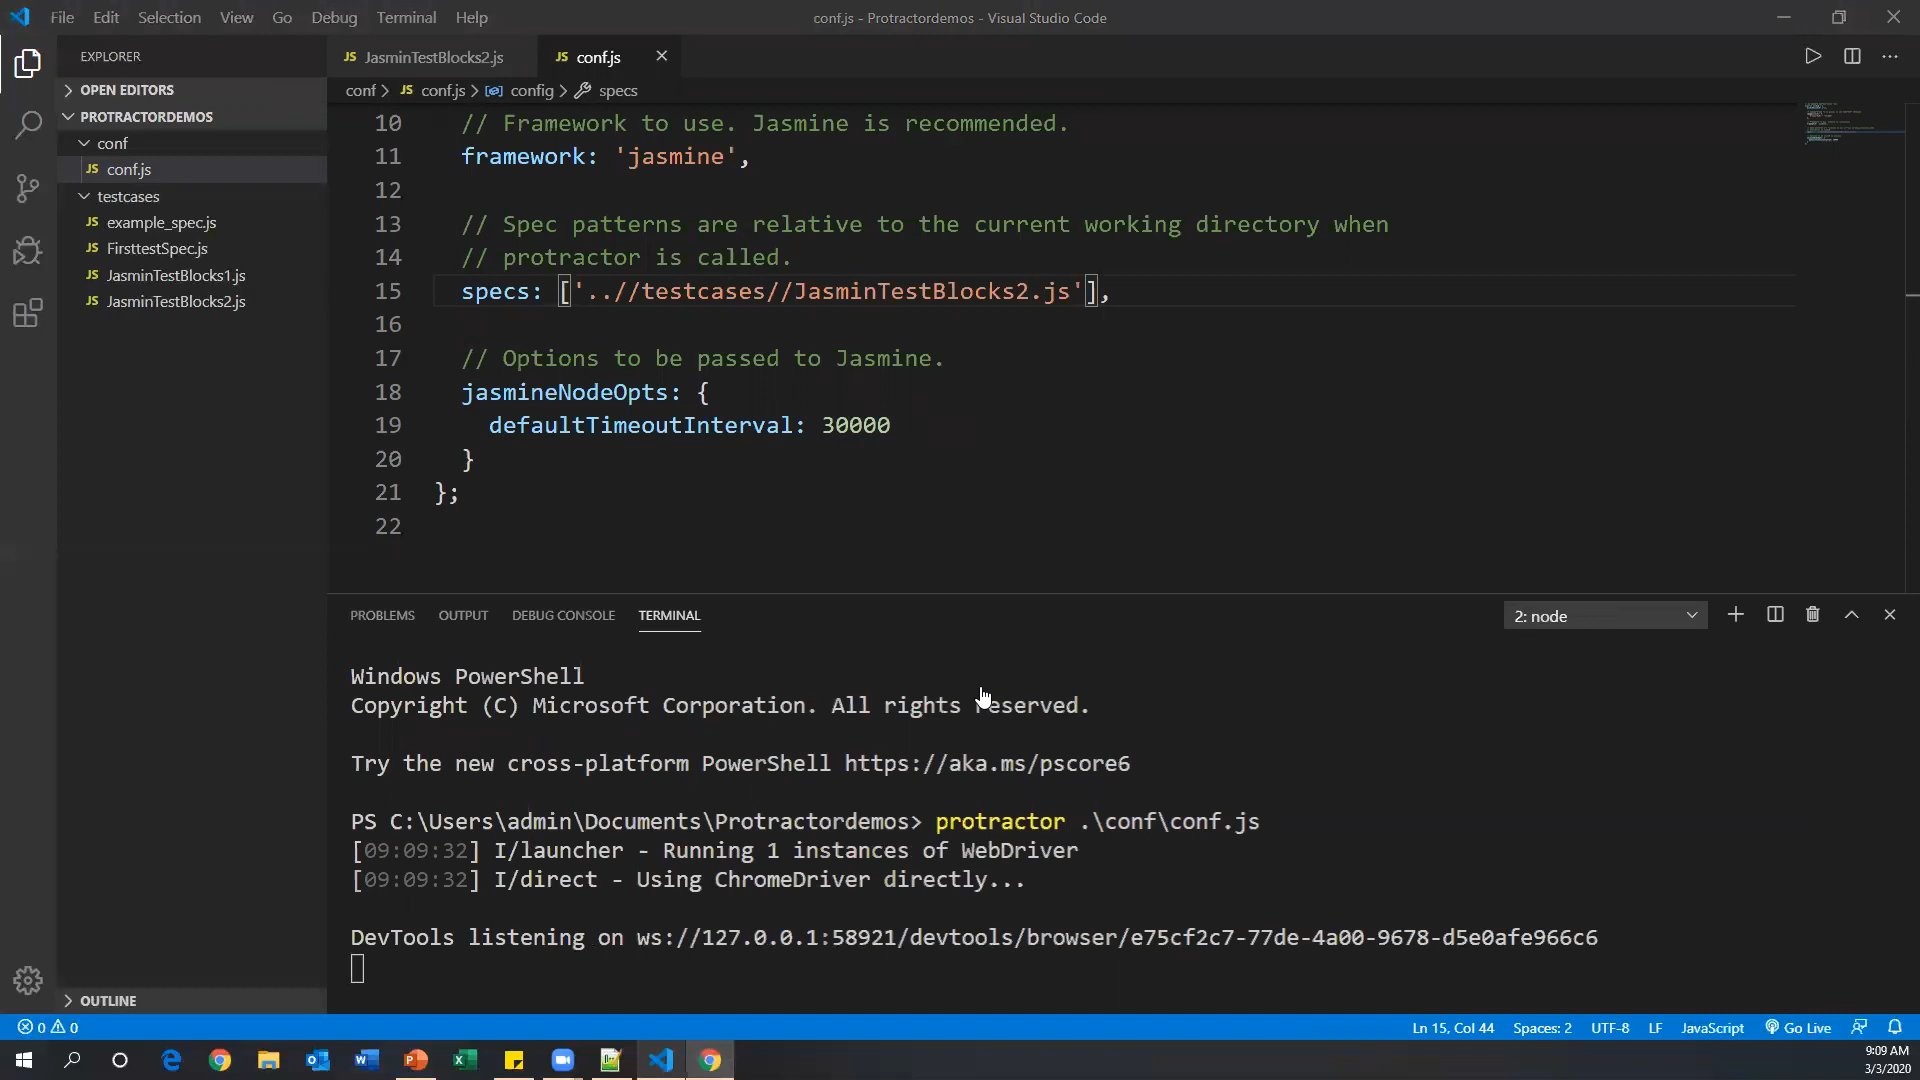 File Edit Selection View Go Debug Terminal Help
conf.js - Protractordemos - Visual Studio Code
EXPLORER
OPEN EDITORS
PROTRACTORDEMOS
conf
JS conf.js
testcases
JS example_spec.js
JS FirsttestSpec.js
JS JasminTestBlocks1.js
JS JasminTestBlocks2.js
OUTLINE
JS JasminTestBlocks2.js JS conf.js
conf > JS conf.js > config > specs
10 // Framework to use. Jasmine is recommended.
11 framework: 'jasmine',
12
13 // Spec patterns are relative to the current working directory when
14 // protractor is called.
15 specs: ['..//testcases//JasminTestBlocks2.js'],
16
17 // Options to be passed to Jasmine.
18 jasmineNodeOpts: {
19 defaultTimeoutInterval: 30000
20 }
21 };
22
PROBLEMS OUTPUT DEBUG CONSOLE TERMINAL 2: node
Windows PowerShell
Copyright (C) Microsoft Corporation. All rights reserved.
Try the new cross-platform PowerShell https://aka.ms/pscore6
PS C:\Users\admin\Documents\Protractordemos> protractor .\conf\conf.js
[09:09:32] I/launcher - Running 1 instances of WebDriver
[09:09:32] I/direct - Using ChromeDriver directly...
DevTools listening on ws://127.0.0.1:58921/devtools/browser/e75cf2c7-77de-4a00-9678-d5e0afe966c6
0 0 Ln 15, Col 44 Spaces: 2 UTF-8 LF JavaScript Go Live
9:09 AM
3/3/2020